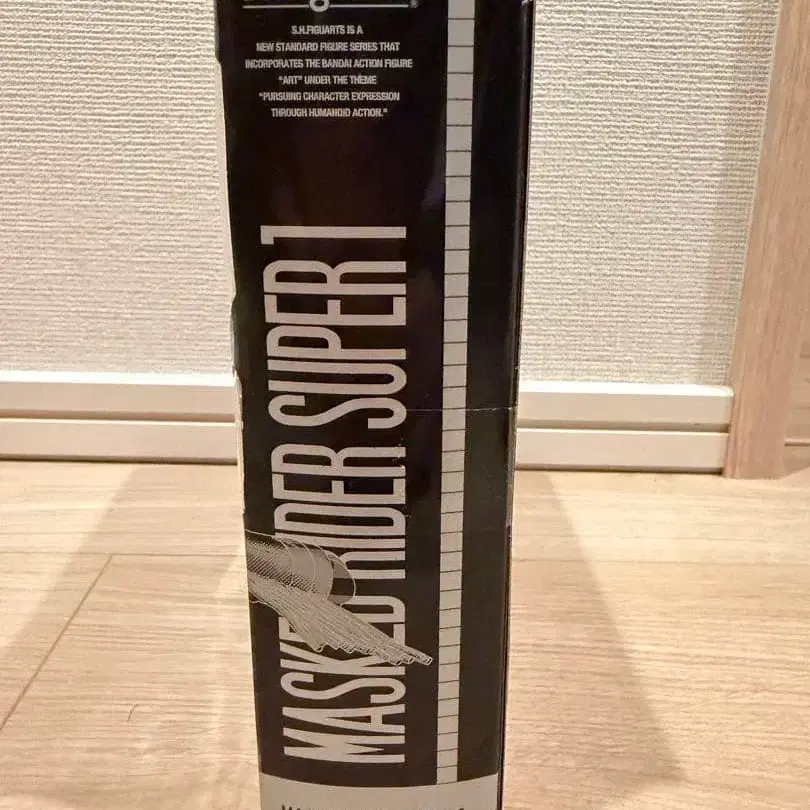 S.H.FIGUARTS IS A
NEW STANDARD FIGURE SERIES THAT
INCORPORATES THE BANDAI ACTION FIGURE
"ART" UNDER THE THEME
"PURSUING CHARACTER EXPRESSION
THROUGH HUMANOID ACTION."
MASKED RIDER SUPER 1